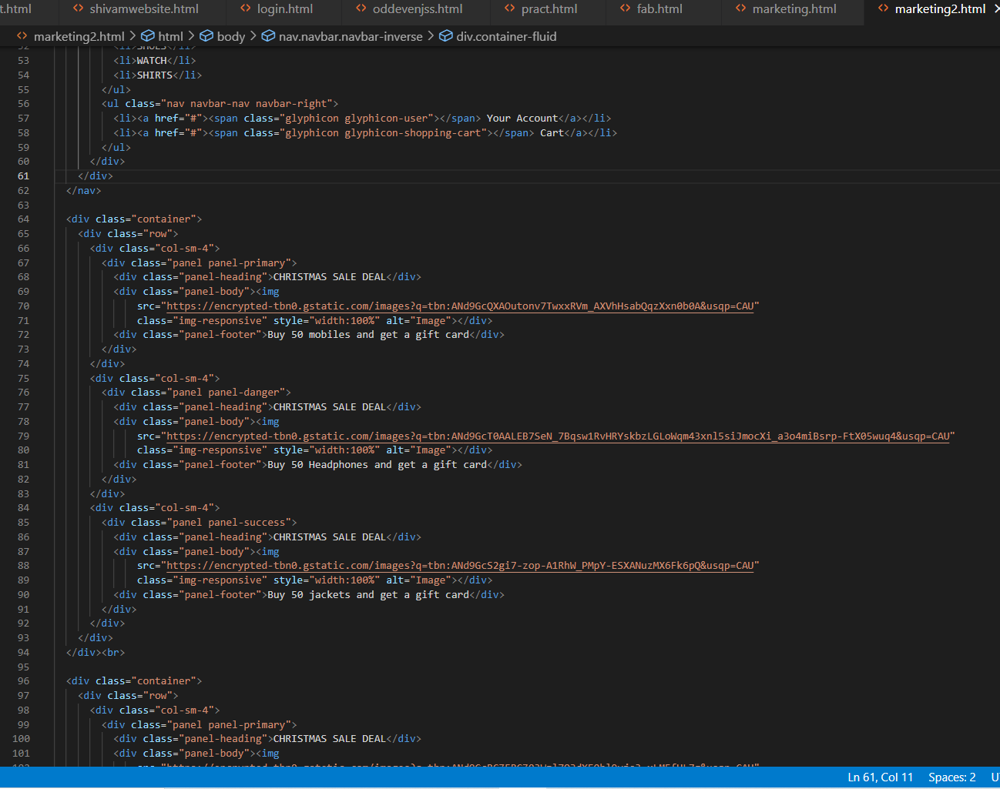 t.html shivamwebsite.html login.html oddevenjss.html pract.html fab.html marketing.html marketing2.html
marketing2.html > html > body > nav.navbar.navbar-inverse > div.container-fluid
52 <li>SHOES</li>
53 <li>WATCH</li>
54 <li>SHIRTS</li>
55 </ul>
56 <ul class="nav navbar-nav navbar-right">
57 <li><a href="#"><span class="glyphicon glyphicon-user"></span> Your Account</a></li>
58 <li><a href="#"><span class="glyphicon glyphicon-shopping-cart"></span> Cart</a></li>
59 </ul>
60 </div>
61 </div>
62 </nav>
63
64 <div class="container">
65 <div class="row">
66 <div class="col-sm-4">
67 <div class="panel panel-primary">
68 <div class="panel-heading">CHRISTMAS SALE DEAL</div>
69 <div class="panel-body"><img
70 src="https://encrypted-tbn0.gstatic.com/images?q=tbn:ANd9GcQXAOutonv7TwxxRVm_AXVhHsabQqzXxn0b0A&usqp=CAU"
71 class="img-responsive" style="width:100%" alt="Image"></div>
72 <div class="panel-footer">Buy 50 mobiles and get a gift card</div>
73 </div>
74 </div>
75 <div class="col-sm-4">
76 <div class="panel panel-danger">
77 <div class="panel-heading">CHRISTMAS SALE DEAL</div>
78 <div class="panel-body"><img
79 src="https://encrypted-tbn0.gstatic.com/images?q=tbn:ANd9GcT0AALEB7SeN_7Bqsw1RvHRYskbzLGLoWqm43xnl5siJmocXi_a3o4miBsrp-FtX05wuq4&usqp=CAU"
80 class="img-responsive" style="width:100%" alt="Image"></div>
81 <div class="panel-footer">Buy 50 Headphones and get a gift card</div>
82 </div>
83 </div>
84 <div class="col-sm-4">
85 <div class="panel panel-success">
86 <div class="panel-heading">CHRISTMAS SALE DEAL</div>
87 <div class="panel-body"><img
88 src="https://encrypted-tbn0.gstatic.com/images?q=tbn:ANd9GcS2gi7-zop-A1RhW_PMpY-ESXANuzMX6Fk6pQ&usqp=CAU"
89 class="img-responsive" style="width:100%" alt="Image"></div>
90 <div class="panel-footer">Buy 50 jackets and get a gift card</div>
91 </div>
92 </div>
93 </div>
94 </div><br>
95
96 <div class="container">
97 <div class="row">
98 <div class="col-sm-4">
99 <div class="panel panel-primary">
100 <div class="panel-heading">CHRISTMAS SALE DEAL</div>
101 <div class="panel-body"><img
102
Ln 61, Col 11 Spaces: 2 U